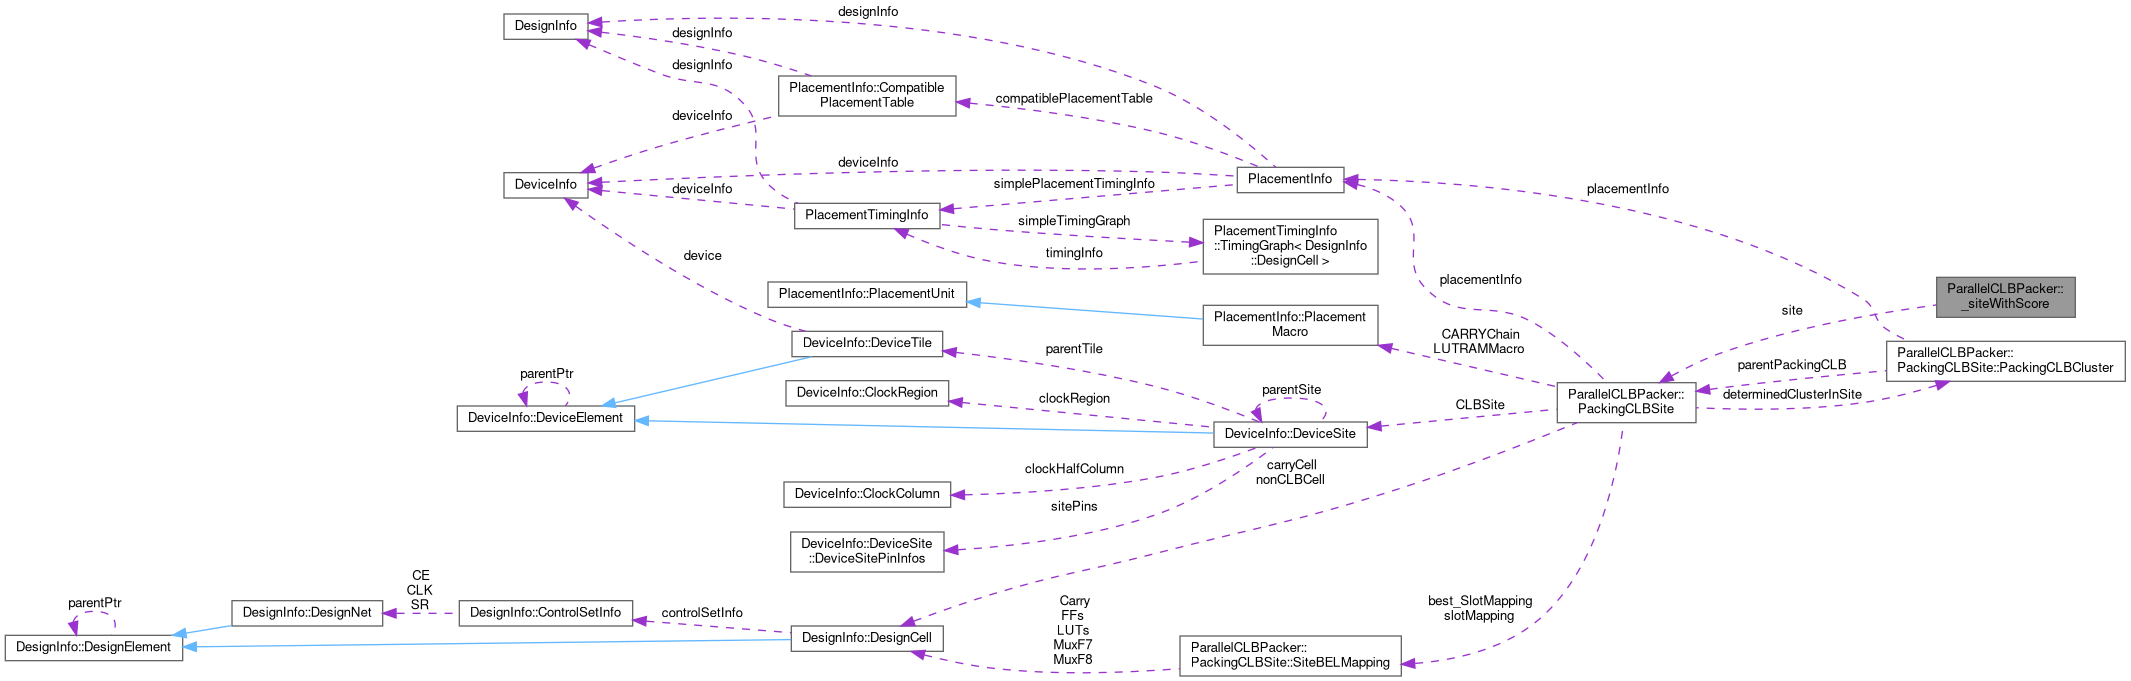 designInfo
DesignInfo
designInfo
designInfo
PlacementInfo::Compatible
PlacementTable
compatiblePlacementTable
deviceInfo
deviceInfo
DeviceInfo
deviceInfo
simplePlacementTimingInfo
PlacementInfo
placementInfo
PlacementTimingInfo
simpleTimingGraph
PlacementTimingInfo
::TimingGraph< DesignInfo
::DesignCell >
timingInfo
device
placementInfo
PlacementInfo::PlacementUnit
PlacementInfo::Placement
Macro
ParallelCLBPacker::
_siteWithScore
site
CARRYChain
LUTRAMMacro
DeviceInfo::DeviceTile
parentTile
ParallelCLBPacker::
PackingCLBSite::PackingCLBCluster
parentPackingCLB
determinedClusterInSite
parentPtr
DeviceInfo::DeviceElement
DeviceInfo::ClockRegion
clockRegion
parentSite
DeviceInfo::DeviceSite
CLBSite
ParallelCLBPacker::
PackingCLBSite
clockHalfColumn
carryCell
nonCLBCell
DeviceInfo::ClockColumn
sitePins
DeviceInfo::DeviceSite
::DeviceSitePinInfos
parentPtr
DesignInfo::DesignElement
DesignInfo::DesignNet
CE
CLK
SR
DesignInfo::ControlSetInfo
controlSetInfo
DesignInfo::DesignCell
Carry
FFs
LUTs
MuxF7
MuxF8
ParallelCLBPacker::
PackingCLBSite::SiteBELMapping
best_SlotMapping
slotMapping